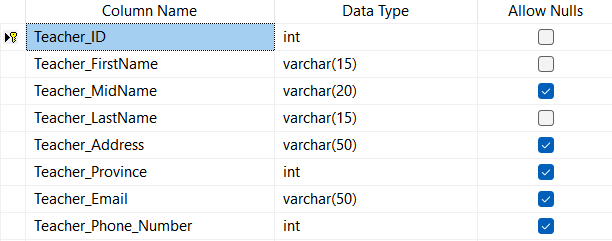 Column Name Data Type Allow Nulls
Teacher_ID int
Teacher_FirstName varchar(15)
Teacher_MidName varchar(20)
Teacher_LastName varchar(15)
Teacher_Address varchar(50)
Teacher_Province int
Teacher_Email varchar(50)
Teacher_Phone_Number int